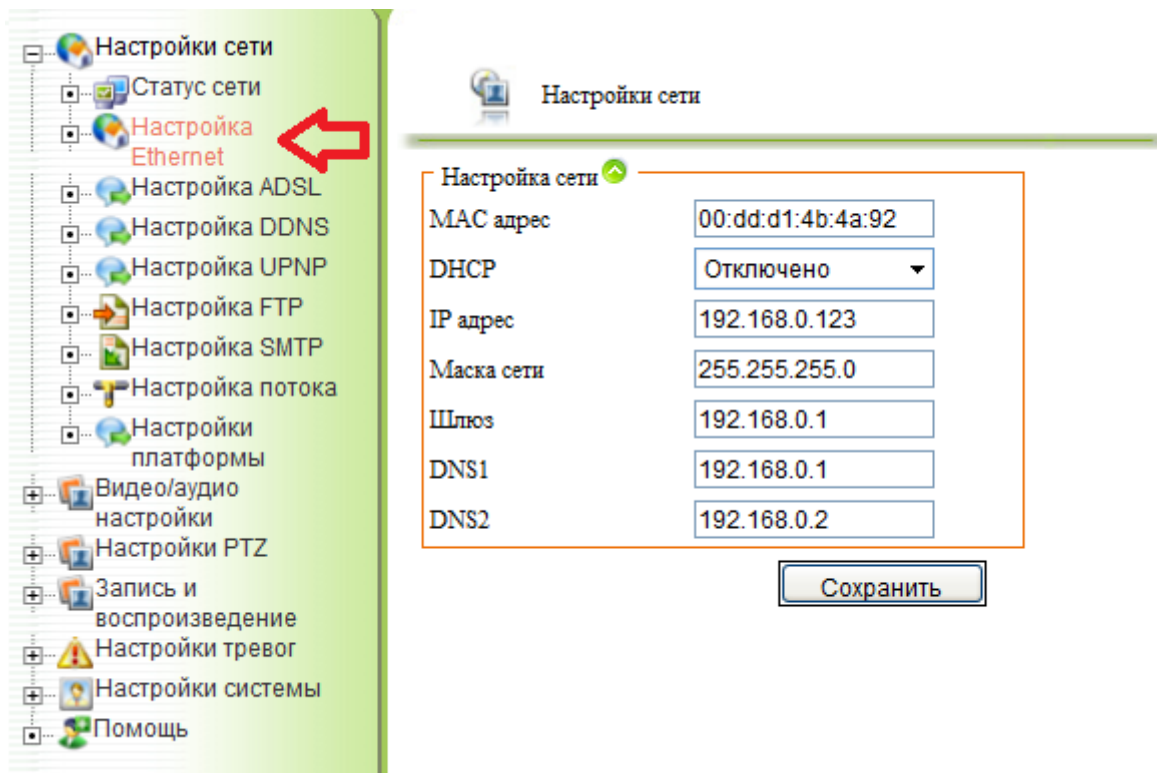 Настройки сети
Статус сети
Настройка
Ethernet
Настройка ADSL
Настройка DDNS
Настройка UPNP
Настройка FTP
Настройка SMTP
Настройка потока
Настройки
платформы
Видео/аудио
настройки
Настройки PTZ
Запись и
воспроизведение
Настройки тревог
Настройки системы
Помощь
Настройки сети
Настройка сети
MAC адрес 00:dd:d1:4b:4a:92
DHCP Отключено
IP адрес 192.168.0.123
Маска сети 255.255.255.0
Шлюз 192.168.0.1
DNS1 192.168.0.1
DNS2 192.168.0.2
Сохранить